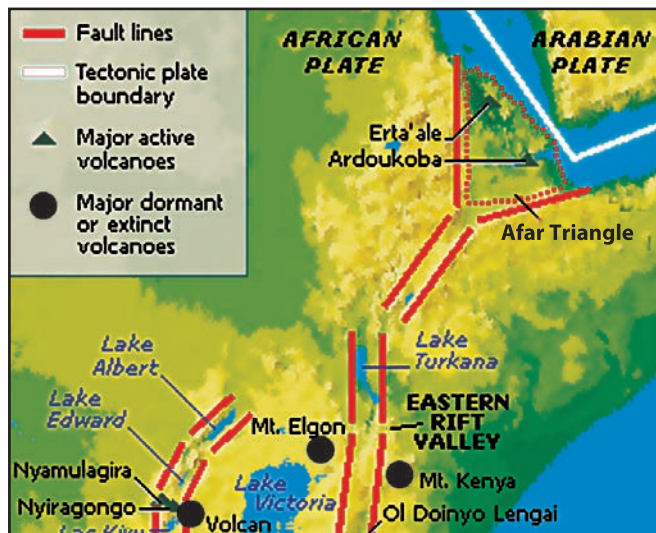 Fault lines
Tectonic plate
boundary
Major active
volcanoes
Major dormant
or extinct
volcanoes
AFRICAN
PLATE
ARABIAN
PLATE
Erta'ale
Ardoukoba
Afar Triangle
Lake
Turkana
Lake
Albert
Lake
Edward
EASTERN
RIFT
VALLEY
Mt. Elgon
Mt. Kenya
Nyamulagira
Nyiragongo
Lake
Victoria
Volcan
Ol Doinyo Lengai